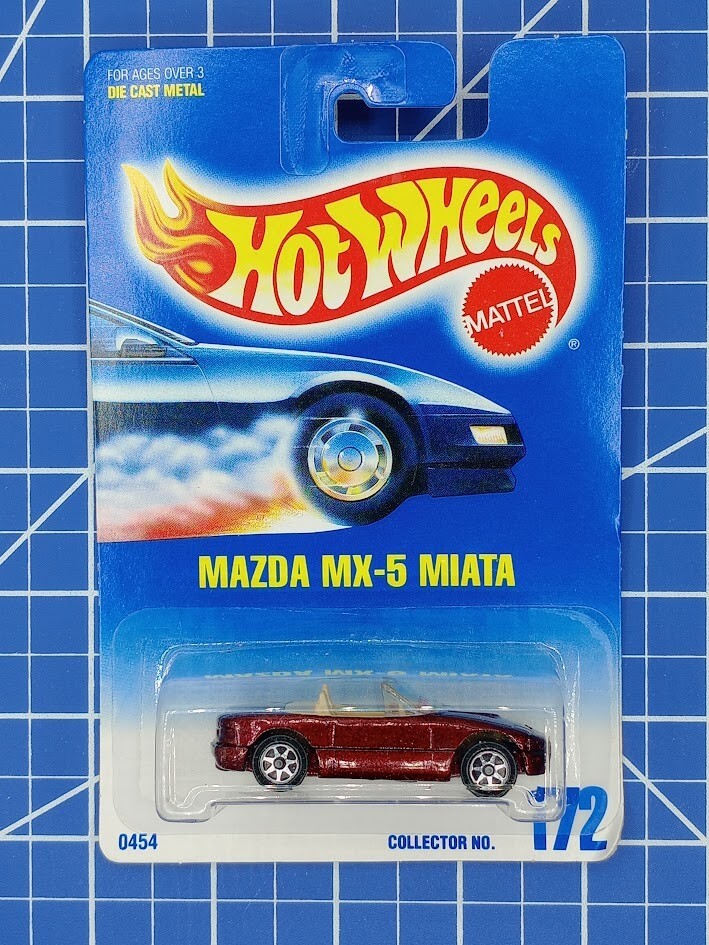 FOR AGES OVER 3
DIE CAST METAL
HOT WHEELS
MATTEL
®
MAZDA MX-5 MIATA
0454
COLLECTOR NO. 172